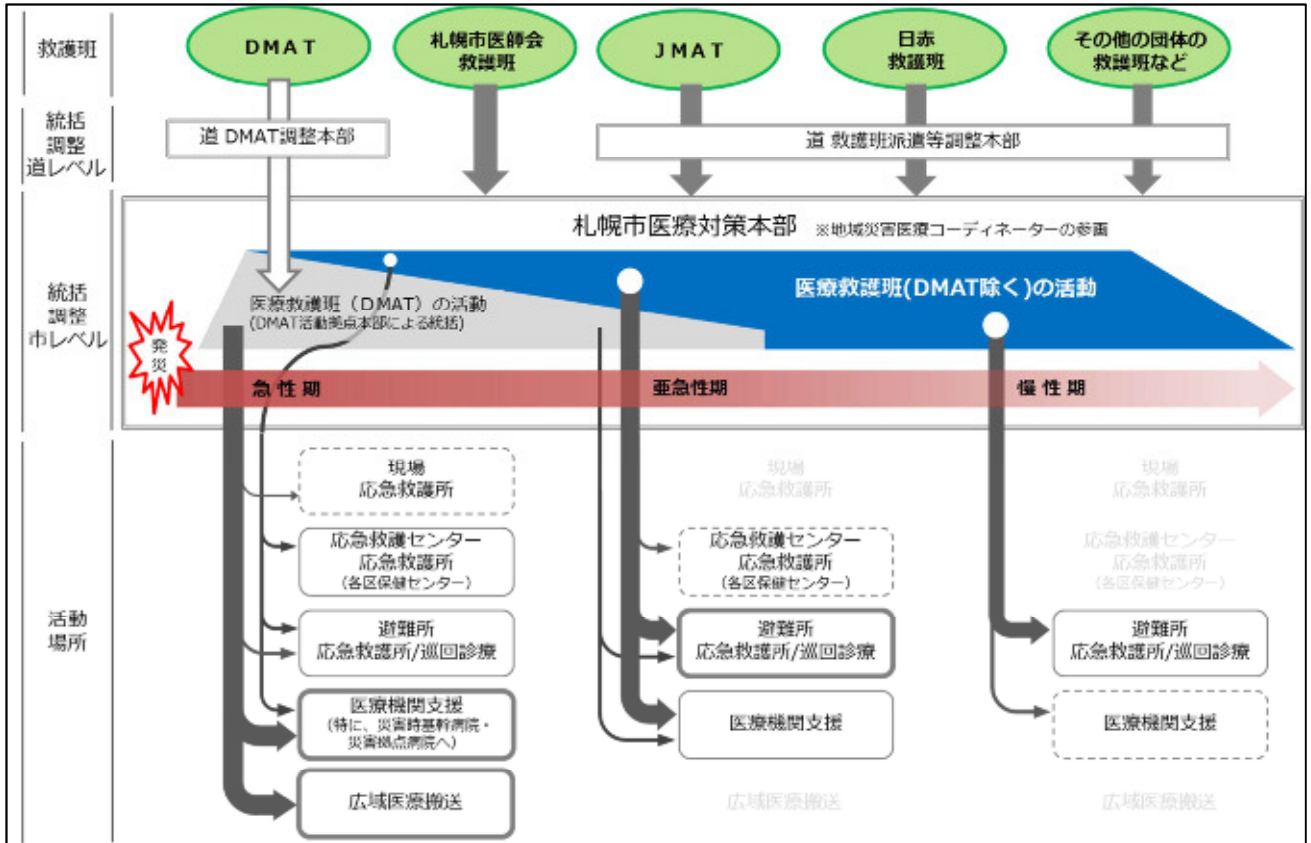 救護班
DMAT
札幌市医師会
救護班
JMAT
日赤
救護班
その他の団体の
救護班など
統括
調整
道レベル
道 DMAT調整本部
道 救護班派遣等調整本部
統括
調整
市レベル
札幌市医療対策本部 ※地域災害医療コーディネーターの参画
医療救護班(DMAT除く)の活動
医療救護班（DMAT）の活動
(DMAT活動拠点本部による統括)
発
災
急性期
亜急性期
慢性期
活動
場所
現場
応急救護所
応急救護センター
応急救護所
(各区保健センター)
避難所
応急救護所/巡回診療
医療機関支援
(特に、災害時基幹病院・
災害拠点病院へ)
広域医療搬送
現場
応急救護所
応急救護センター
応急救護所
(各区保健センター)
避難所
応急救護所/巡回診療
医療機関支援
広域医療搬送
現場
応急救護所
応急救護センター
応急救護所
(各区保健センター)
避難所
応急救護所/巡回診療
医療機関支援
広域医療搬送